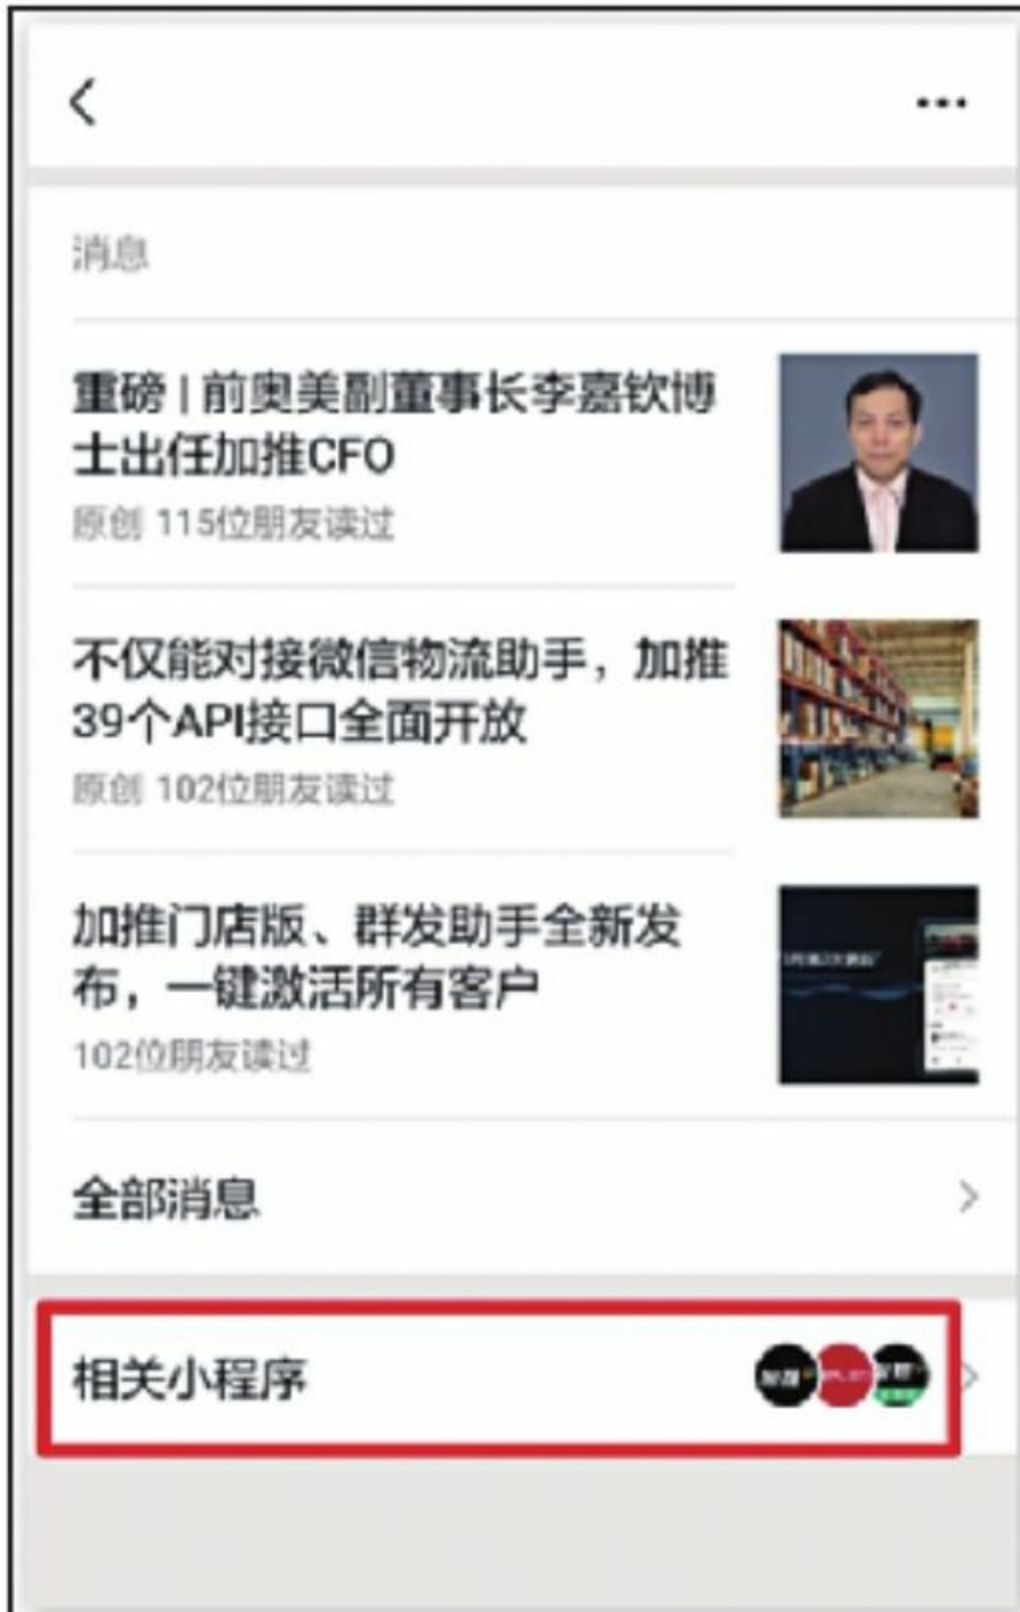 消息
重磅 | 前奥美副董事长李嘉钦博
士出任加推CFO
原创 115位朋友读过
不仅能对接微信物流助手，加推
39个API接口全面开放
原创 102位朋友读过
加推门店版、群发助手全新发
布，一键激活所有客户
102位朋友读过
全部消息
相关小程序